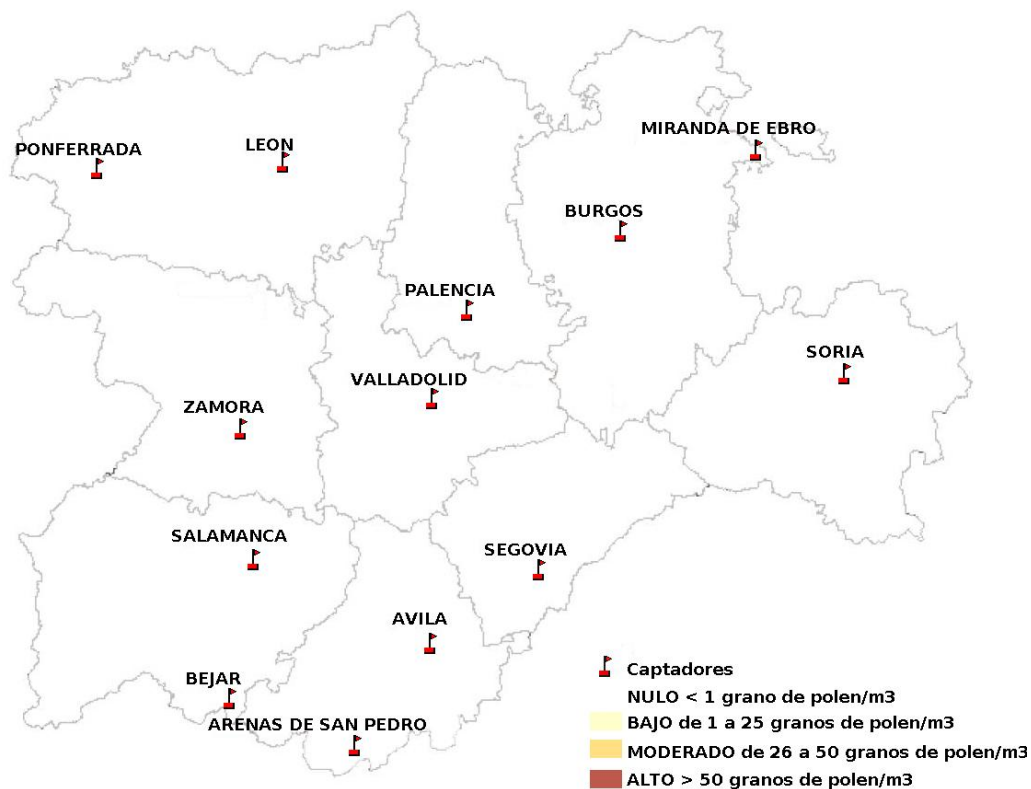 MIRANDA DE EBRO
PONFERRADA
LEON
BURGOS
PALENCIA
SORIA
VALLADOLID
ZAMORA
SALAMANCA
SEGOVIA
AVILA
BEJAR
ARENAS DE SAN PEDRO
Captadores
NULO < 1 grano de polen/m3
BAJO de 1 a 25 granos de polen/m3
MODERADO de 26 a 50 granos de polen/m3
ALTO > 50 granos de polen/m3